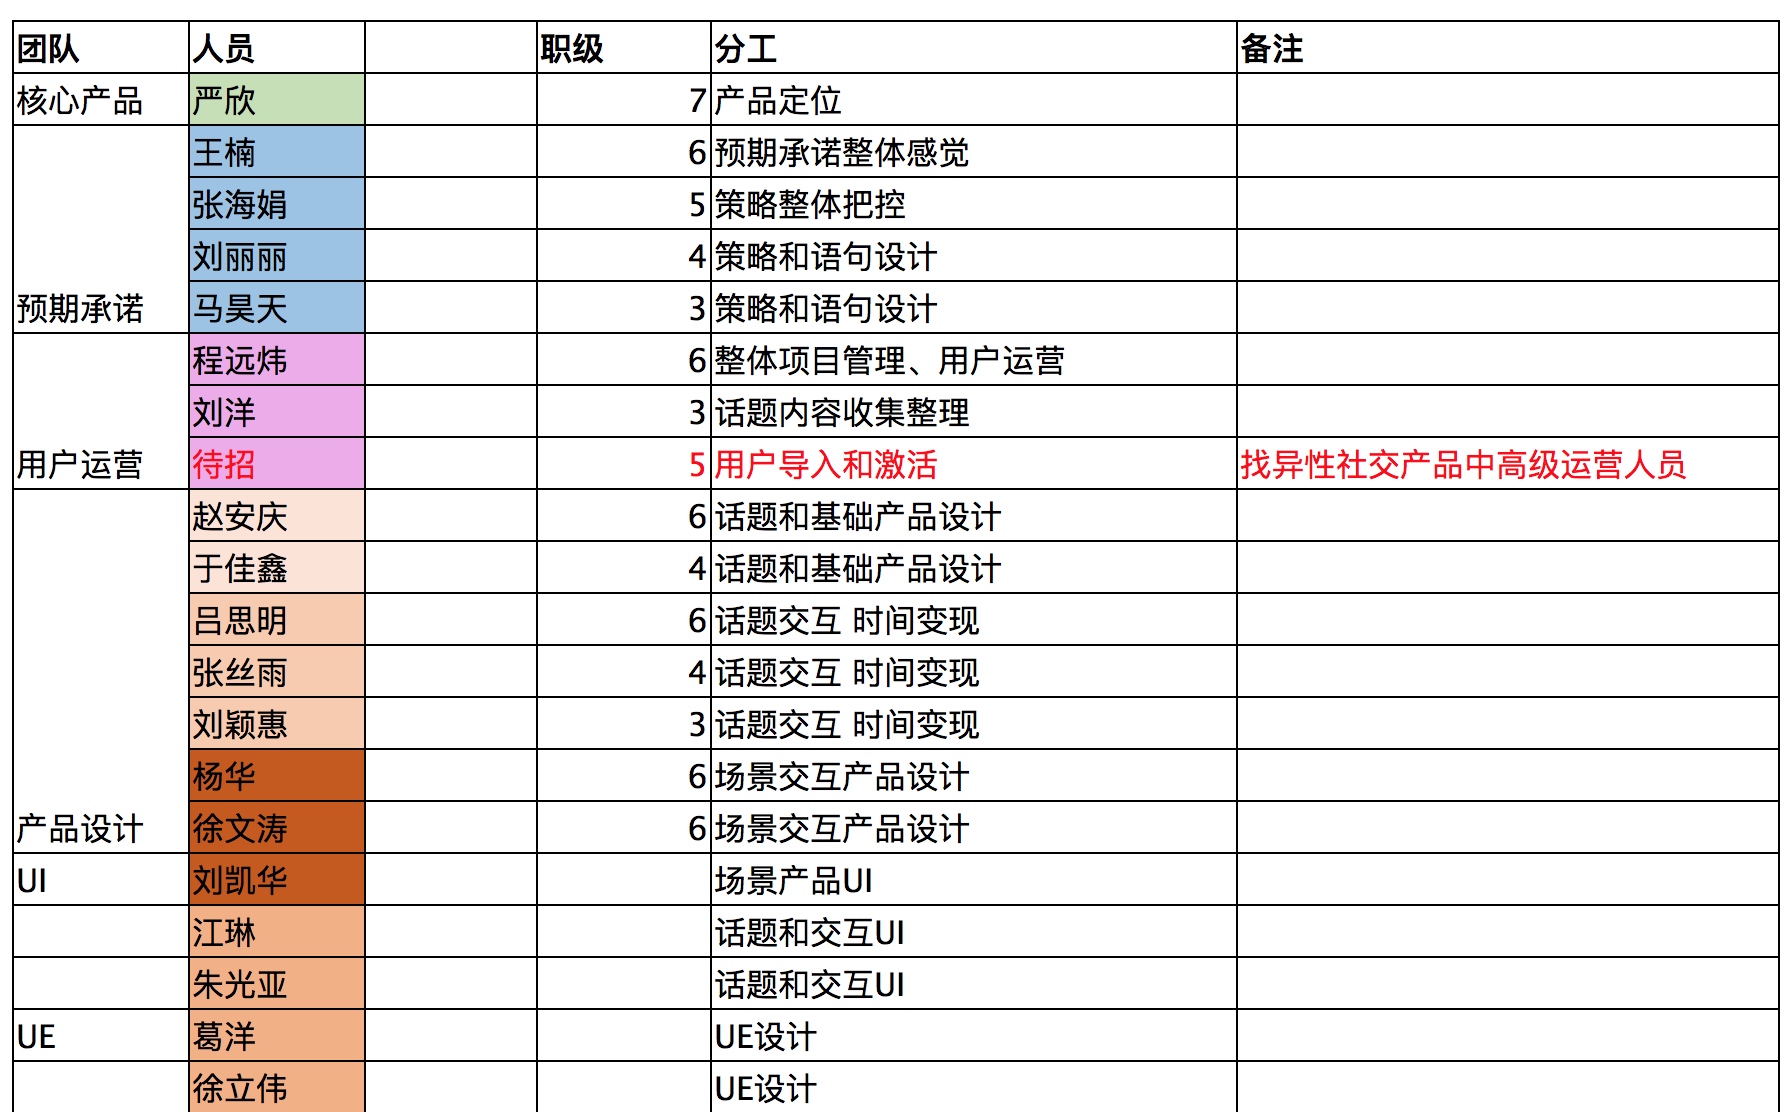 团队 人员 职级 分工 备注
核心产品 严欣 7 产品定位
王楠 6 预期承诺整体感觉
张海娟 5 策略整体把控
刘丽丽 4 策略和语句设计
预期承诺 马昊天 3 策略和语句设计
程远炜 6 整体项目管理、用户运营
刘洋 3 话题内容收集整理
用户运营 待招 5 用户导入和激活 找异性社交产品中高级运营人员
赵安庆 6 话题和基础产品设计
于佳鑫 4 话题和基础产品设计
吕思明 6 话题交互 时间变现
张丝雨 4 话题交互 时间变现
刘颖惠 3 话题交互 时间变现
杨华 6 场景交互产品设计
产品设计 徐文涛 6 场景交互产品设计
UI 刘凯华 场景产品UI
江琳 话题和交互UI
朱光亚 话题和交互UI
UE 葛洋 UE设计
徐立伟 UE设计